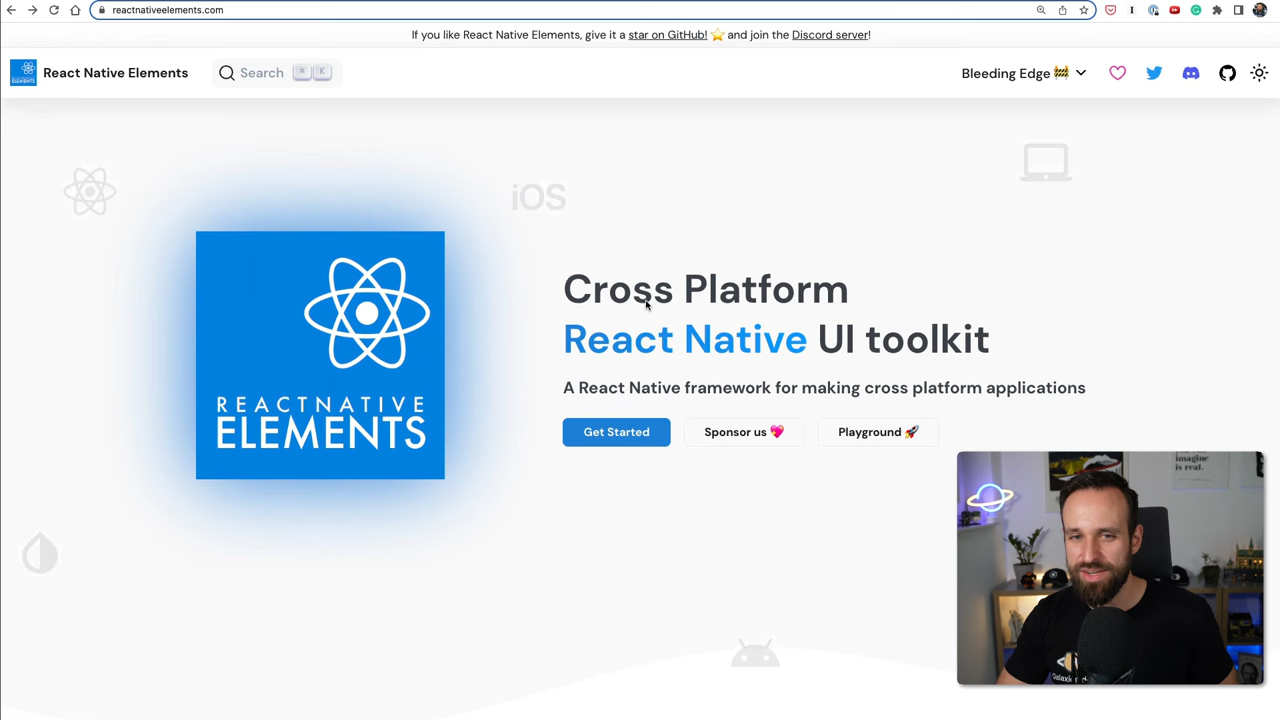 reactnativeelements.com
If you like React Native Elements, give it a star on GitHub! ⭐ and join the Discord server!
React Native Elements
Search ⌘ K
Bleeding Edge 🚧
iOS
Cross Platform
React Native UI toolkit
A React Native framework for making cross platform applications
REACTNATIVE
ELEMENTS
Get Started
Sponsor us 💖
Playground 🚀
imagine
is real.